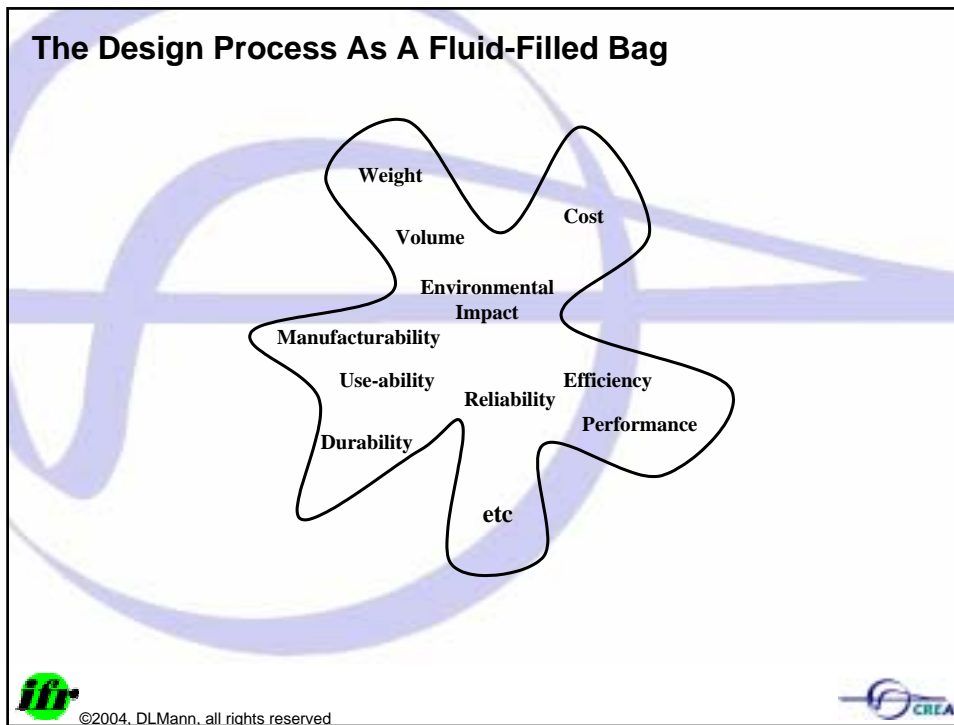 The Design Process As A Fluid-Filled Bag
Weight
Cost
Volume
Environmental
Impact
Manufacturability
Use-ability
Efficiency
Reliability
Performance
Durability
etc
ifr
©2004, DLMann, all rights reserved
CREA